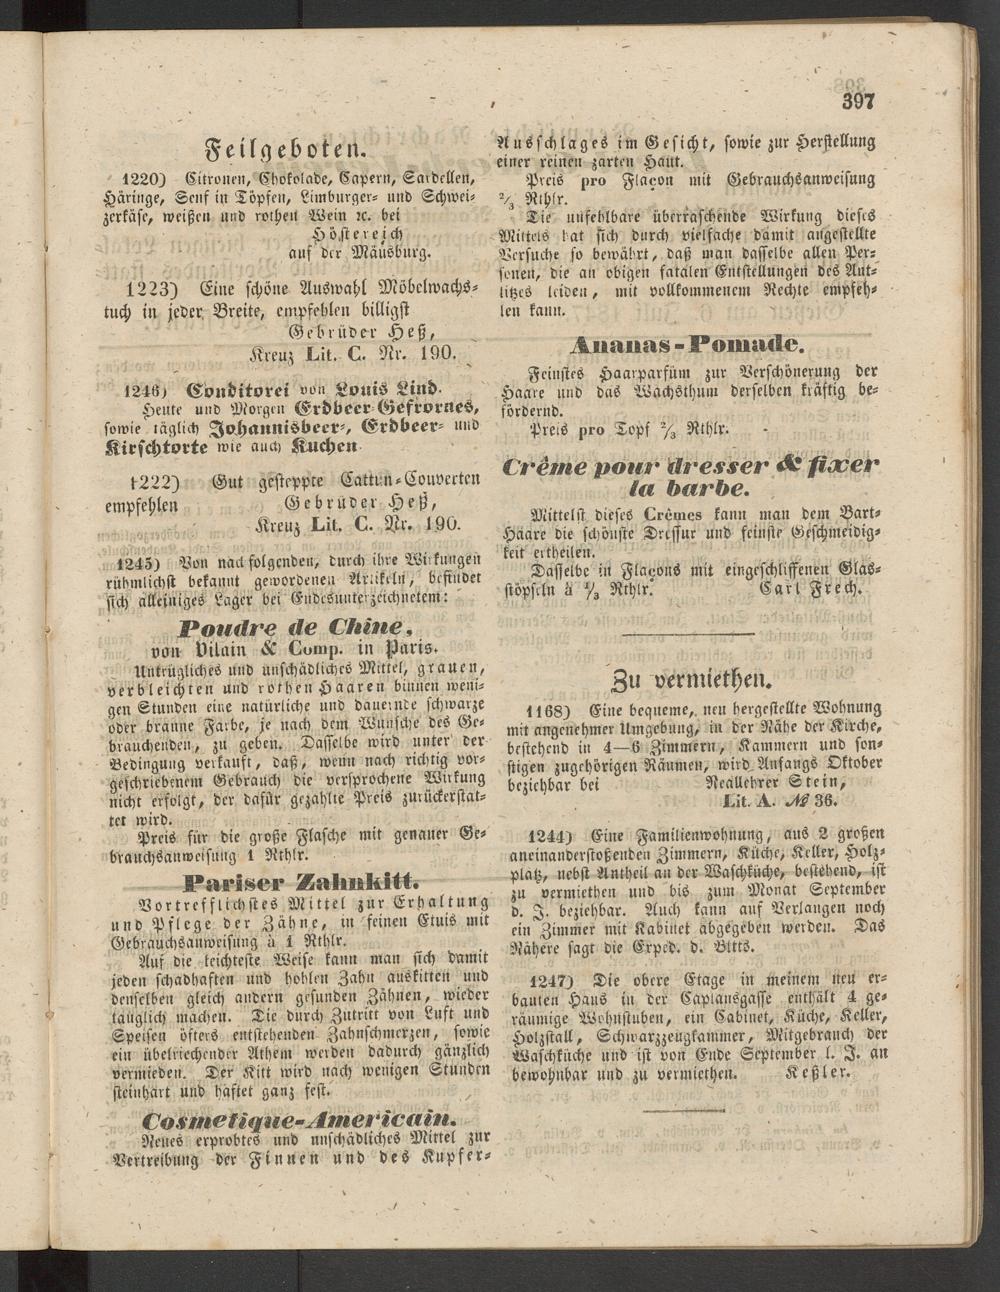 397
Feilgeboten.
1220) Citronen, Chokolade, Capern, Sardellen,
Häringe, Senf in Töpfen, Limburger- und Schwei-
zerkäse, weißen und rothen Wein ꝛc. bei
Höstereich
auf der Mäusburg.
1223) Eine schöne Auswahl Möbelwachs-
tuch in jeder Breite, empfehlen billigst
Gebrüder Heß,
Kreuz Lit. C. Nr. 190.
1246) Conditorei von Louis Lind.
Heute und Morgen Erdbeer-Gefrornes,
sowie täglich Johannisbeer-, Erdbeer- und
Kirschtorte wie auch Kuchen.
1222) Gut gesteppte Cattun-Couverten
empfehlen Gebrüder Heß,
Kreuz Lit. C. Nr. 190.
1245) Von nachfolgenden, durch ihre Wirkungen
rühmlichst bekannt gewordenen Artikeln, befindet
sich alleiniges Lager bei Endesunterzeichnetem:
Poudre de Chine,
von Vilain & Comp. in Paris.
Untrügliches und unschädliches Mittel, grauen,
verbleichten und rothen Haaren binnen weni-
gen Stunden eine natürliche und dauernde schwarze
oder braune Farbe, je nach dem Wunsche des Ge-
brauchenden, zu geben. Dasselbe wird unter der
Bedingung verkauft, daß, wenn nach richtig vor-
geschriebenem Gebrauch die versprochene Wirkung
nicht erfolgt, der dafür gezahlte Preis zurückerstat-
tet wird.
Preis für die große Flasche mit genauer Ge-
brauchsanweisung 1 Rthlr.
Pariser Zahnkitt.
Vortrefflichstes Mittel zur Erhaltung
und Pflege der Zähne, in feinen Etuis mit
Gebrauchsanweisung à 1 Rthlr.
Auf die leichteste Weise kann man sich damit
jeden schadhaften und hohlen Zahn auskitten und
denselben gleich andern gesunden Zähnen, wieder
tauglich machen. Die durch Zutritt von Luft und
Speisen öfters entstehenden Zahnschmerzen, sowie
ein übelriechender Athem werden dadurch gänzlich
vermieden. Der Kitt wird nach wenigen Stunden
steinhart und haftet ganz fest.
Cosmetique-Americain.
Neues erprobtes und unschädliches Mittel zur
Vertreibung der Finnen und des Kupfer-
Ausschlages im Gesicht, sowie zur Herstellung
einer reinen zarten Haut.
Preis pro Flaçon mit Gebrauchsanweisung
2/3 Rthlr.
Die unfehlbare überraschende Wirkung dieses
Mittels hat sich durch vielfache damit angestellte
Versuche so bewährt, daß man dasselbe allen Per-
sonen, die an obigen fatalen Entstellungen des Ant-
litzes leiden, mit vollkommenem Rechte empfeh-
len kann.
Ananas-Pomade.
Feinstes Haarparfüm zur Verschönerung der
Haare und das Wachsthum derselben kräftig be-
fördernd.
Preis pro Topf 2/3 Rthlr.
Crême pour dresser & fixer
la barbe.
Mittelst dieses Crêmes kann man dem Bart-
Haare die schönste Dressur und feinste Geschmeidig-
keit ertheilen.
Dasselbe in Flaçons mit eingeschliffenen Glas-
stöpseln à 1/3 Rthlr. Carl Frech.
Zu vermiethen.
1168) Eine bequeme, neu hergestellte Wohnung
mit angenehmer Umgebung, in der Nähe der Kirche,
bestehend in 4—6 Zimmern, Kammern und son-
stigen zugehörigen Räumen, wird Anfangs Oktober
beziehbar bei Reallehrer Stein,
Lit. A. № 36.
1244) Eine Familienwohnung, aus 2 großen
aneinanderstoßenden Zimmern, Küche, Keller, Holz-
platz, nebst Antheil an der Waschküche, bestehend, ist
zu vermiethen und bis zum Monat September
d. J. beziehbar. Auch kann auf Verlangen noch
ein Zimmer mit Kabinet abgegeben werden. Das
Nähere sagt die Exped. d. Bltts.
1247) Die obere Etage in meinem neu er-
bauten Haus in der Caplansgasse enthält 4 ge-
räumige Wohnstuben, ein Cabinet, Küche, Keller,
Holzstall, Schwarzzeugkammer, Mitgebrauch der
Waschküche und ist von Ende September l. J. an
bewohnbar und zu vermiethen. Keßler.